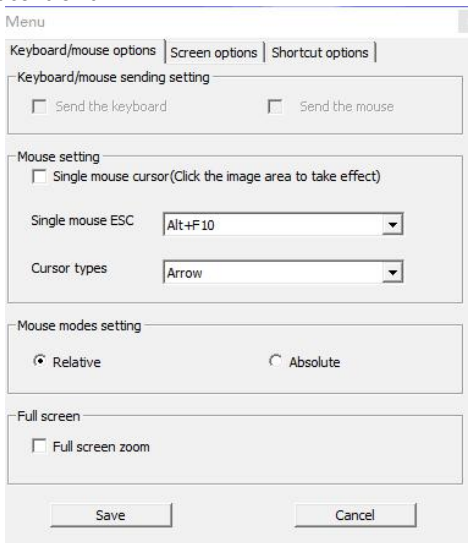 Menu
Keyboard/mouse options Screen options Shortcut options
Keyboard/mouse sending setting
Send the keyboard Send the mouse
Mouse setting
Single mouse cursor(Click the image area to take effect)
Single mouse ESC Alt+F10
Cursor types Arrow
Mouse modes setting
Relative Absolute
Full screen
Full screen zoom
Save Cancel